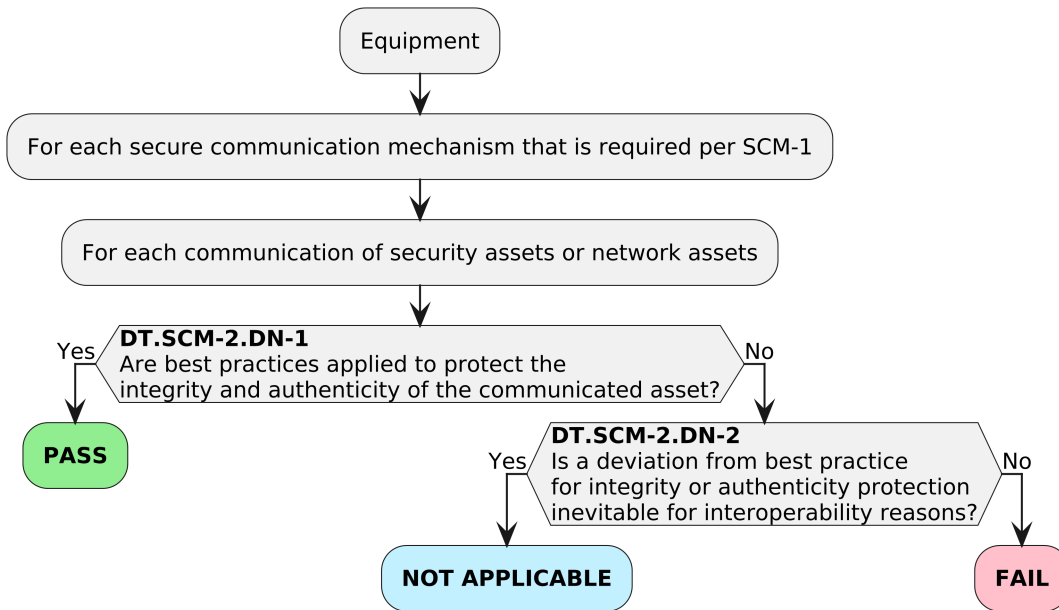 Equipment
For each secure communication mechanism that is required per SCM-1
For each communication of security assets or network assets
Yes
DT.SCM-2.DN-1
Are best practices applied to protect the
integrity and authenticity of the communicated asset?
No
PASS
Yes
DT.SCM-2.DN-2
Is a deviation from best practice
for integrity or authenticity protection
inevitable for interoperability reasons?
No
NOT APPLICABLE
FAIL